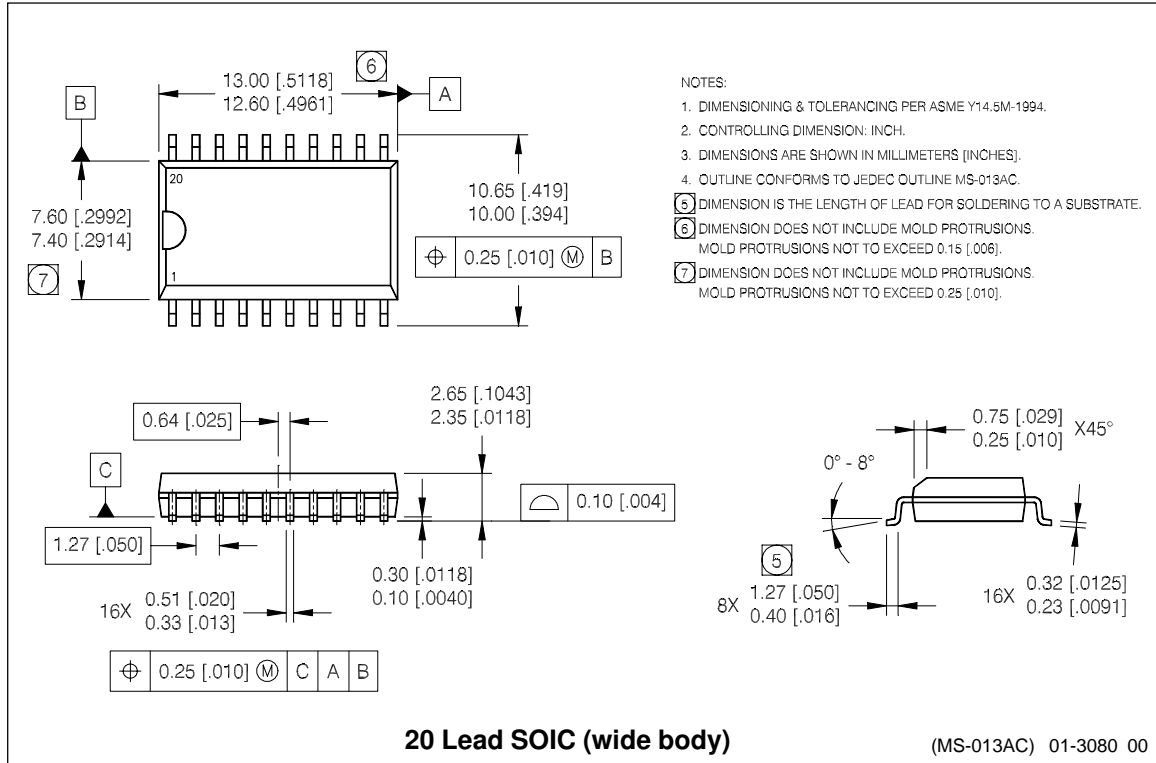 13.00 [.5118]
12.60 [.4961]
6
A
B
20
1
7.60 [.2992]
7.40 [.2914]
7
10.65 [.419]
10.00 [.394]
⌖ 0.25 [.010] Ⓜ B
NOTES:
1. DIMENSIONING & TOLERANCING PER ASME Y14.5M-1994.
2. CONTROLLING DIMENSION: INCH.
3. DIMENSIONS ARE SHOWN IN MILLIMETERS [INCHES].
4. OUTLINE CONFORMS TO JEDEC OUTLINE MS-013AC.
5 DIMENSION IS THE LENGTH OF LEAD FOR SOLDERING TO A SUBSTRATE.
6 DIMENSION DOES NOT INCLUDE MOLD PROTRUSIONS.
MOLD PROTRUSIONS NOT TO EXCEED 0.15 [.006].
7 DIMENSION DOES NOT INCLUDE MOLD PROTRUSIONS.
MOLD PROTRUSIONS NOT TO EXCEED 0.25 [.010].
0.64 [.025]
2.65 [.1043]
2.35 [.0118]
C
⌓ 0.10 [.004]
1.27 [.050]
0.30 [.0118]
0.10 [.0040]
16X 0.51 [.020]
0.33 [.013]
⌖ 0.25 [.010] Ⓜ C A B
0.75 [.029]
0.25 [.010] X45°
0° - 8°
5
8X 1.27 [.050]
0.40 [.016]
16X 0.32 [.0125]
0.23 [.0091]
20 Lead SOIC (wide body)
(MS-013AC) 01-3080 00